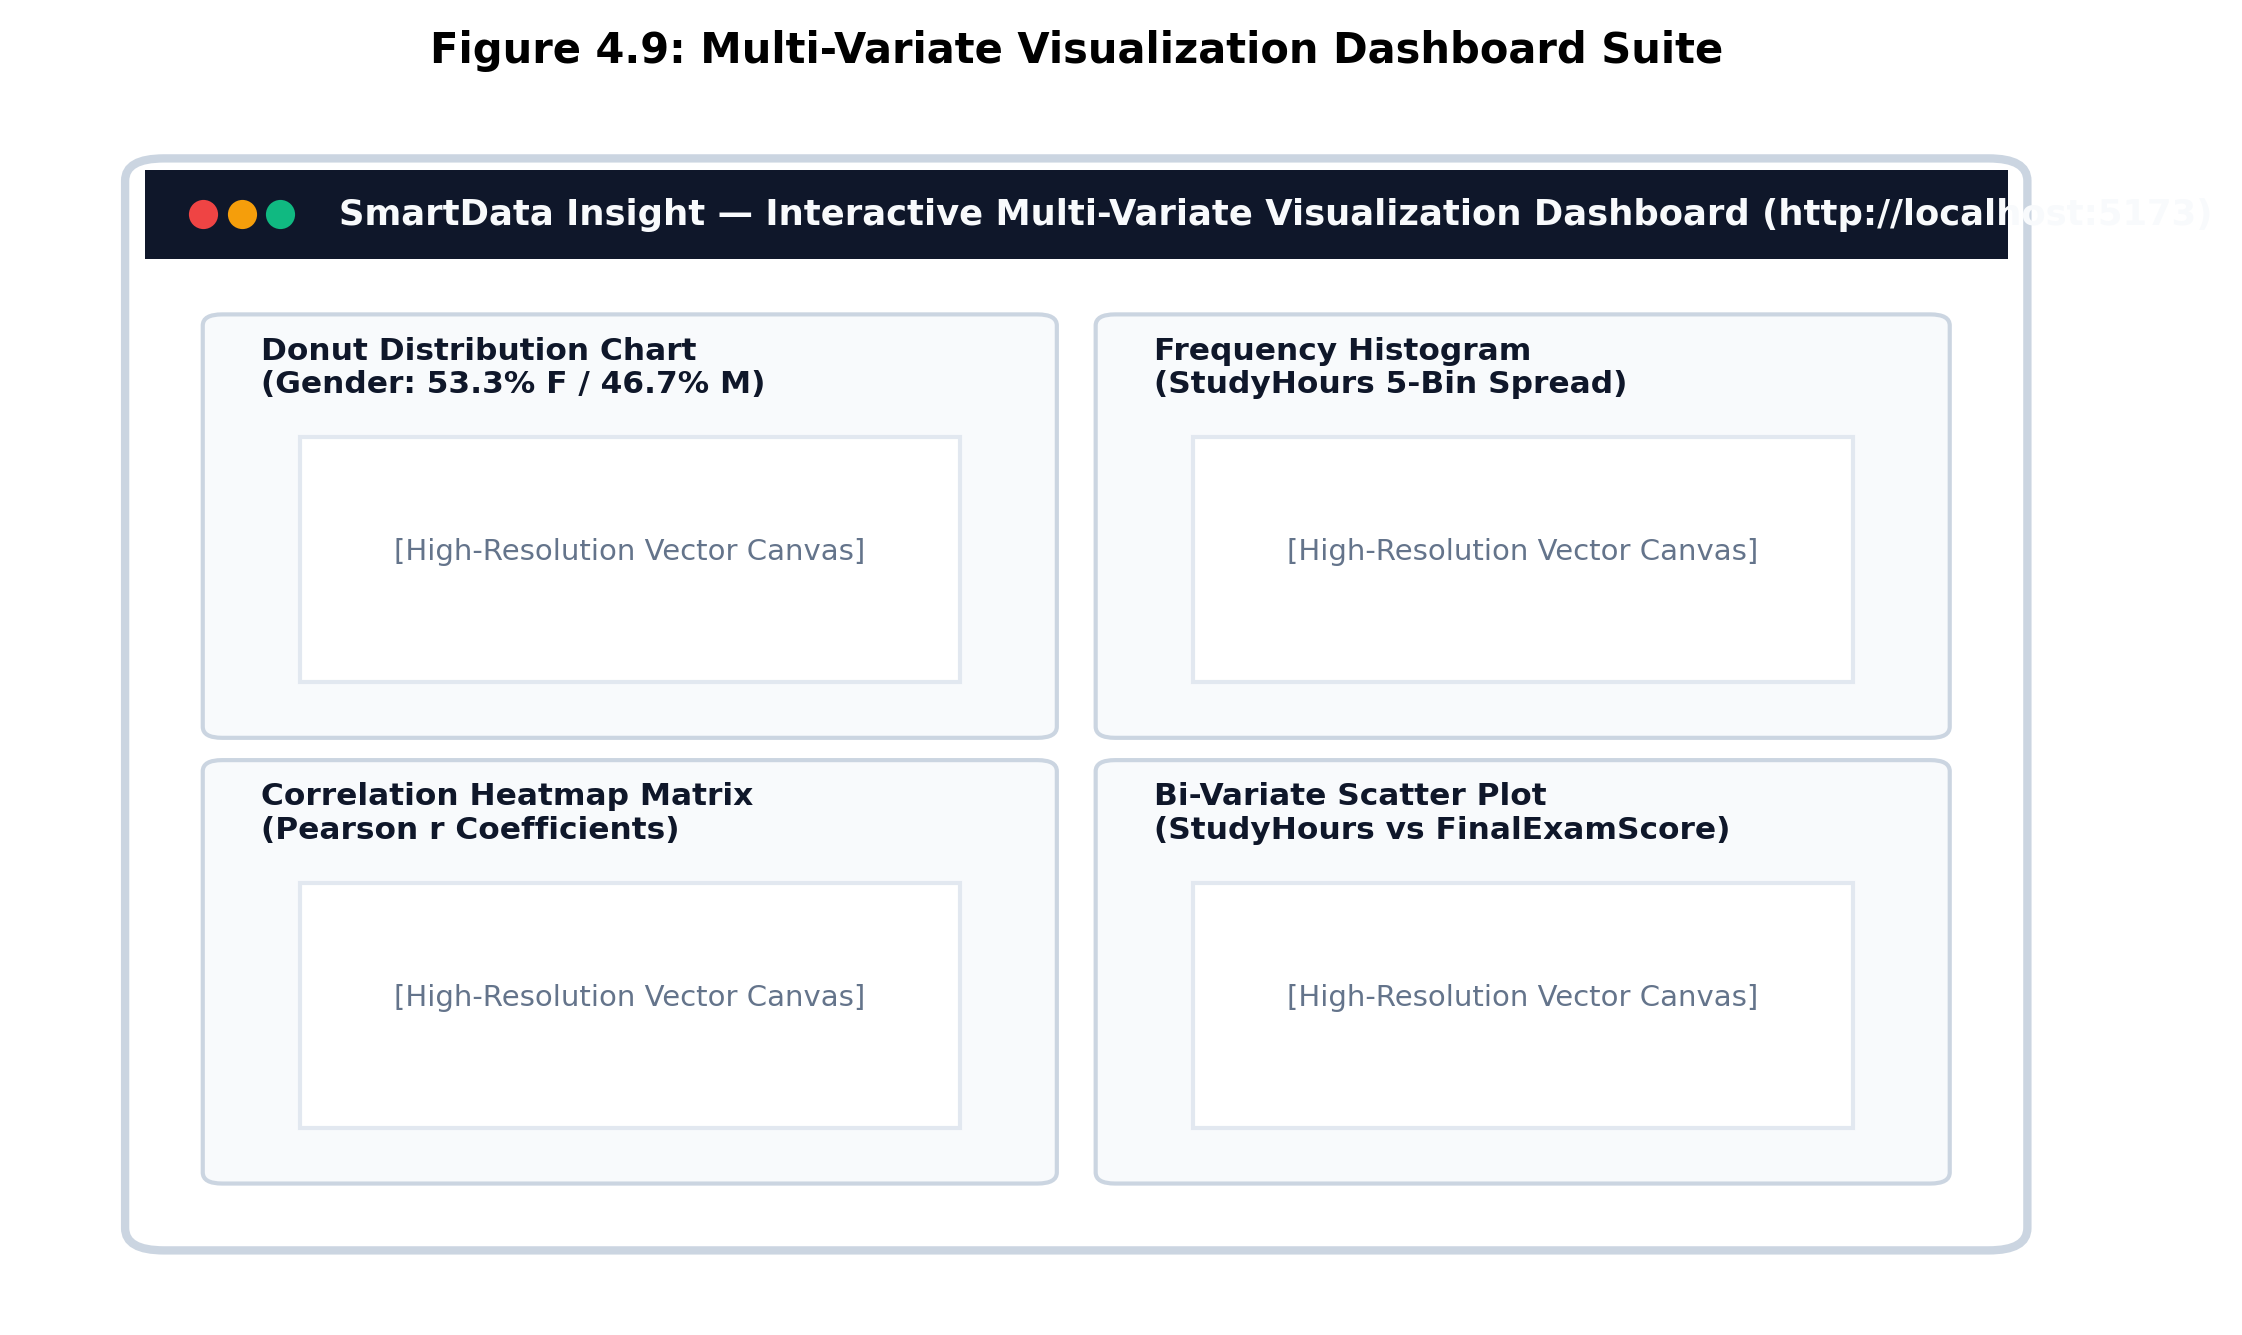 Figure 4.9: Multi-Variate Visualization Dashboard Suite
SmartData Insight — Interactive Multi-Variate Visualization Dashboard (http://localhost:5173)
Donut Distribution Chart
(Gender: 53.3% F / 46.7% M)
[High-Resolution Vector Canvas]
Frequency Histogram
(StudyHours 5-Bin Spread)
[High-Resolution Vector Canvas]
Correlation Heatmap Matrix
(Pearson r Coefficients)
[High-Resolution Vector Canvas]
Bi-Variate Scatter Plot
(StudyHours vs FinalExamScore)
[High-Resolution Vector Canvas]